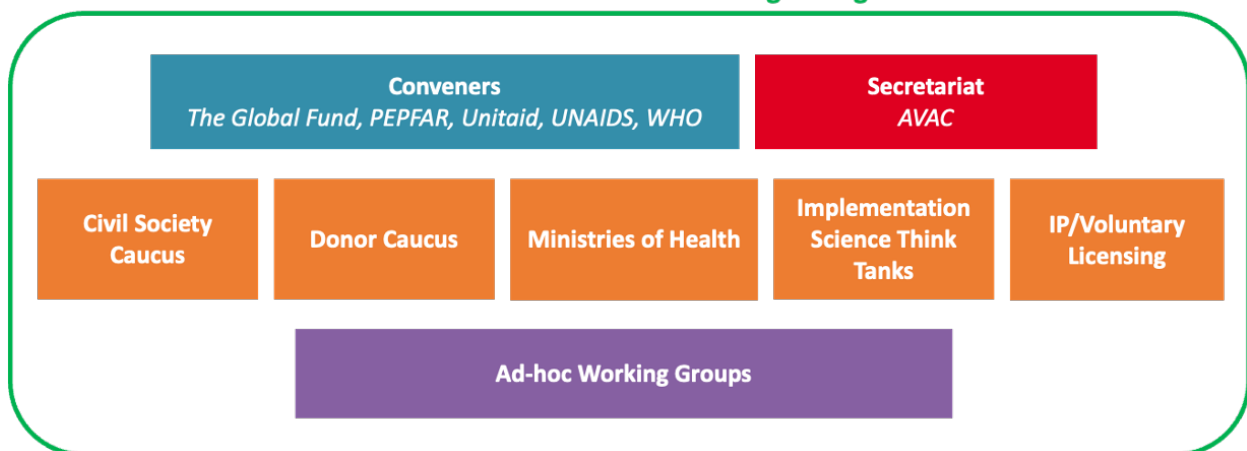 Conveners
The Global Fund, PEPFAR, Unitaid, UNAIDS, WHO
Secretariat
AVAC
Civil Society
Caucus
Donor Caucus
Ministries of Health
Implementation
Science Think
Tanks
IP/Voluntary
Licensing
Ad-hoc Working Groups